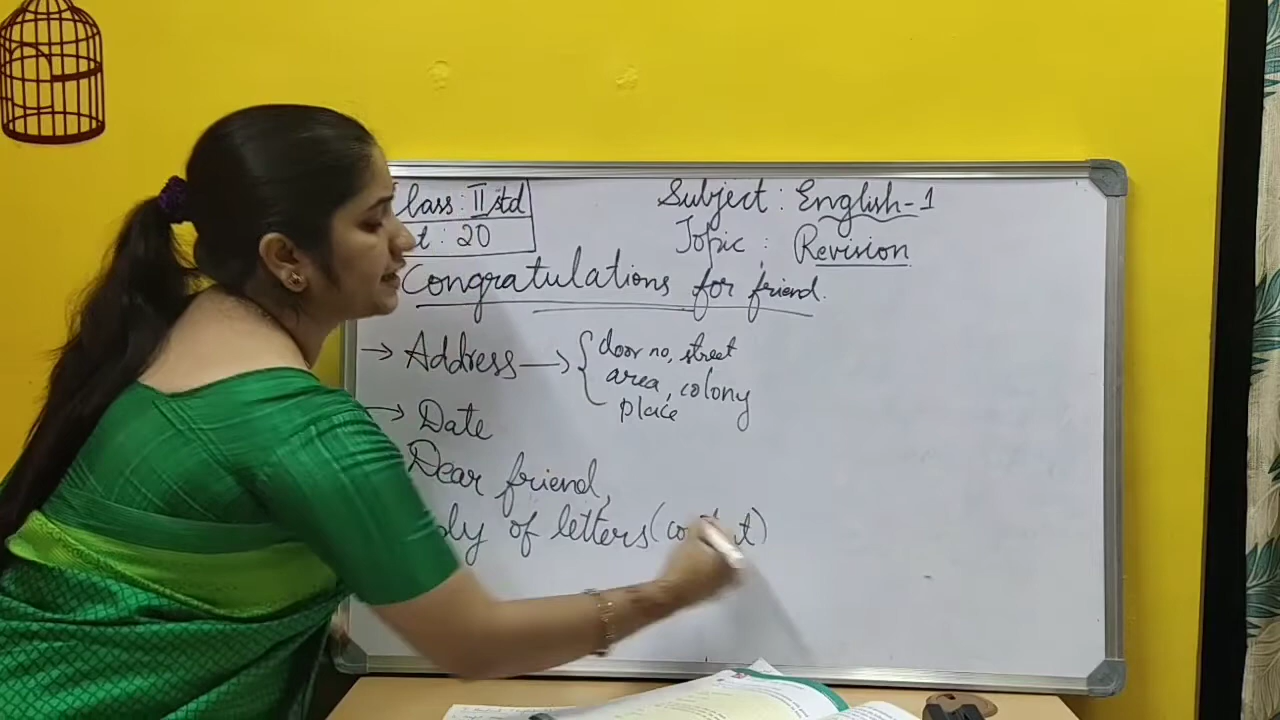 lass: II std
t: 20
Subject: English-1
Topic: Revision
Congratulations for friend.
→ Address → { door no, street
area, colony
place
→ Date
Dear friend,
ody of letters (